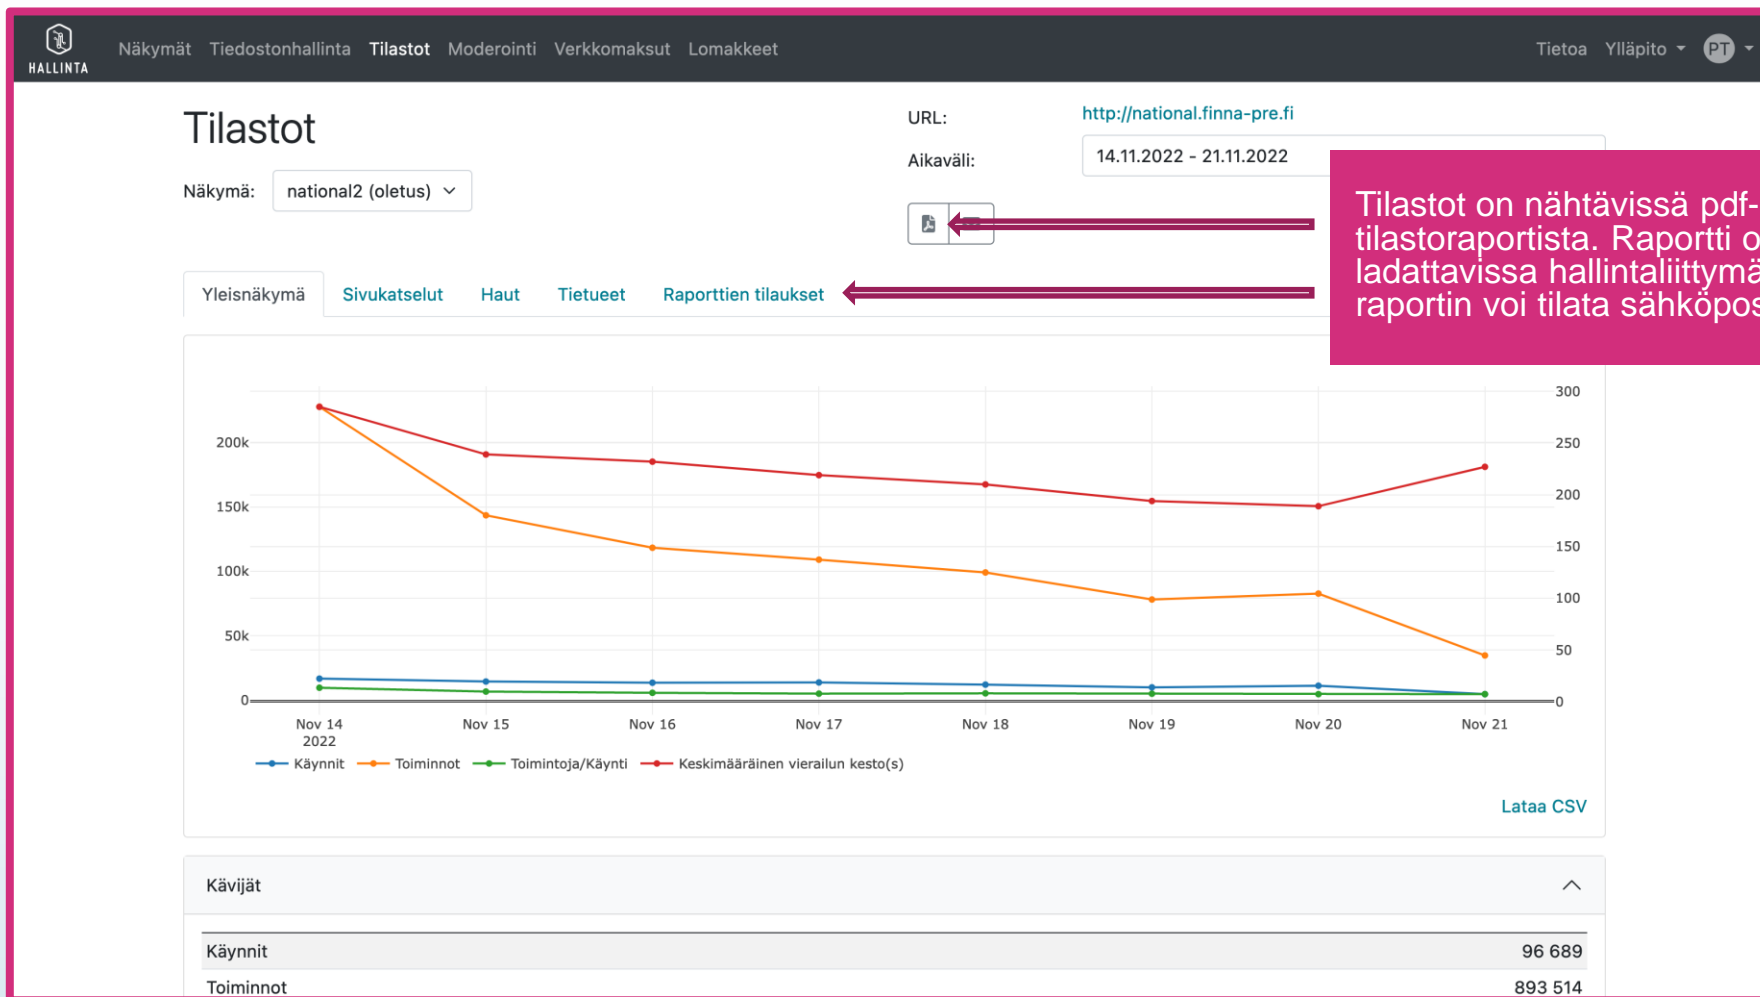 HALLINTA
Näkymät Tiedostonhallinta Tilastot Moderointi Verkkomaksut Lomakkeet
Tietoa Ylläpito PT
Tilastot
Näkymä: national2 (oletus)
URL: http://national.finna-pre.fi
Aikaväli: 14.11.2022 - 21.11.2022
Tilastot on nähtävissä pdf-
tilastoraportista. Raportti
ladattavissa
raportin voi tilata
Yleisnäkymä Sivukatselut Haut Tietueet Raporttien tilaukset
200k
150k
100k
50k
0
300
250
200
150
100
50
0
Nov 14 Nov 15 Nov 16 Nov 17 Nov 18 Nov 19 Nov 20 Nov 21
2022
Käynnit Toiminnot Toimintoja/Käynti Keskimääräinen vierailun kesto(s)
Lataa CSV
Kävijät
Käynnit 96 689
Toiminnot 893 514